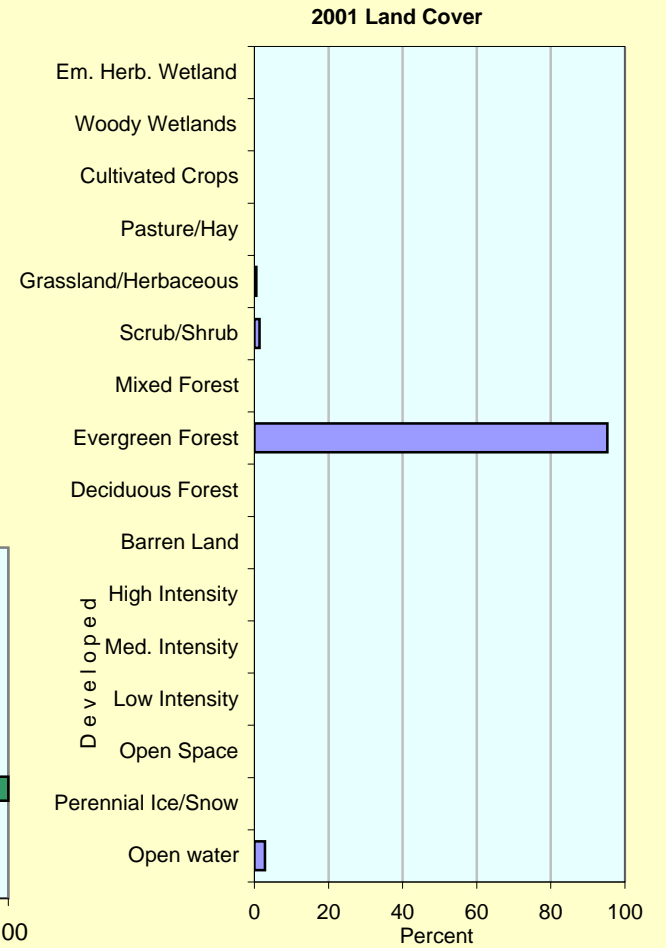 2001 Land Cover
Em. Herb. Wetland
Woody Wetlands
Cultivated Crops
Pasture/Hay
Grassland/Herbaceous
Scrub/Shrub
Mixed Forest
Evergreen Forest
Deciduous Forest
Barren Land
Developed
High Intensity
Med. Intensity
Low Intensity
Open Space
Perennial Ice/Snow
Open water
0 20 40 60 80 100
Percent
00